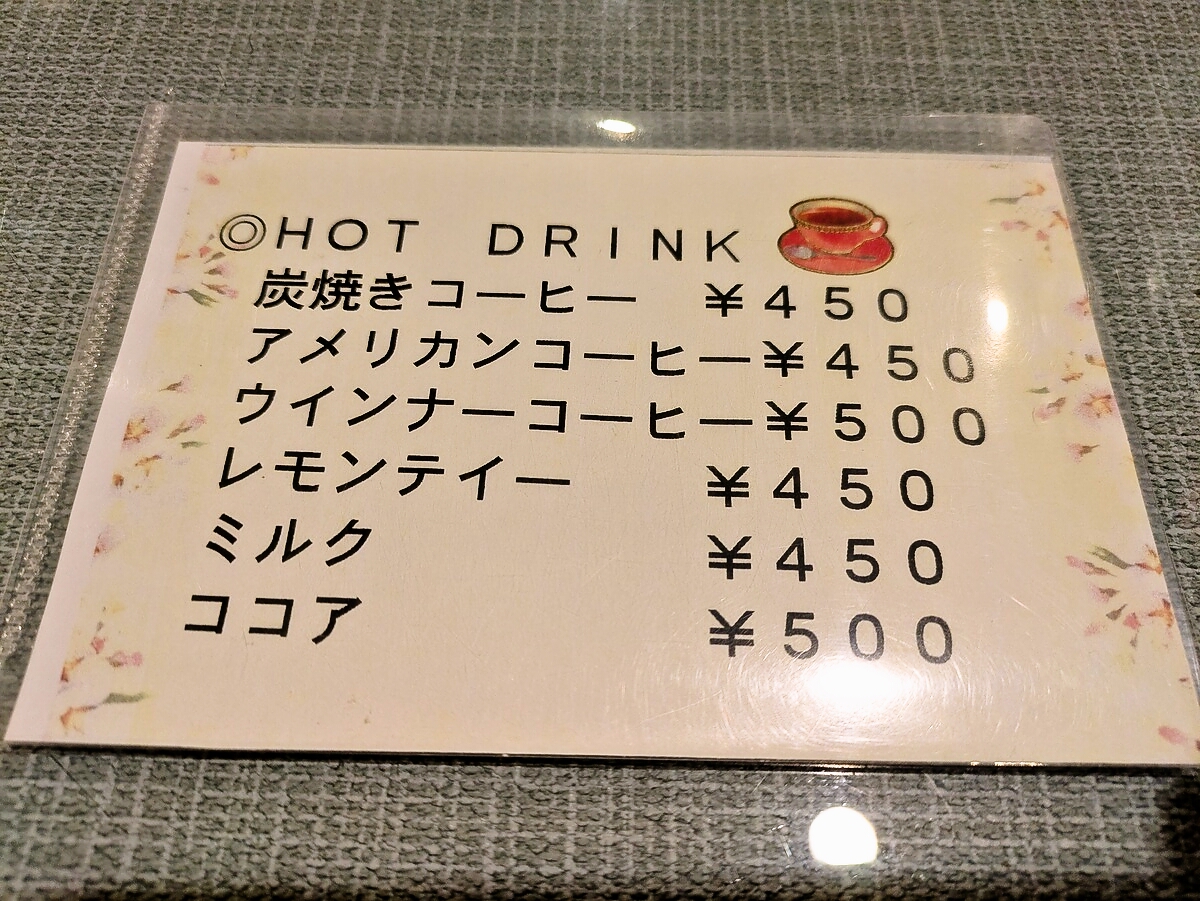 ◎HOT DRINK
炭焼きコーヒー ¥450
アメリカンコーヒー¥450
ウインナーコーヒー¥500
レモンテイー ¥450
ミルク ¥450
ココア ¥500